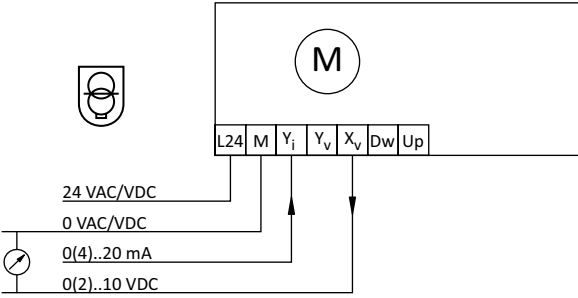 M
L24 M Yi Yv Xv Dw Up
24 VAC/VDC
0 VAC/VDC
0(4)..20 mA
0(2)..10 VDC